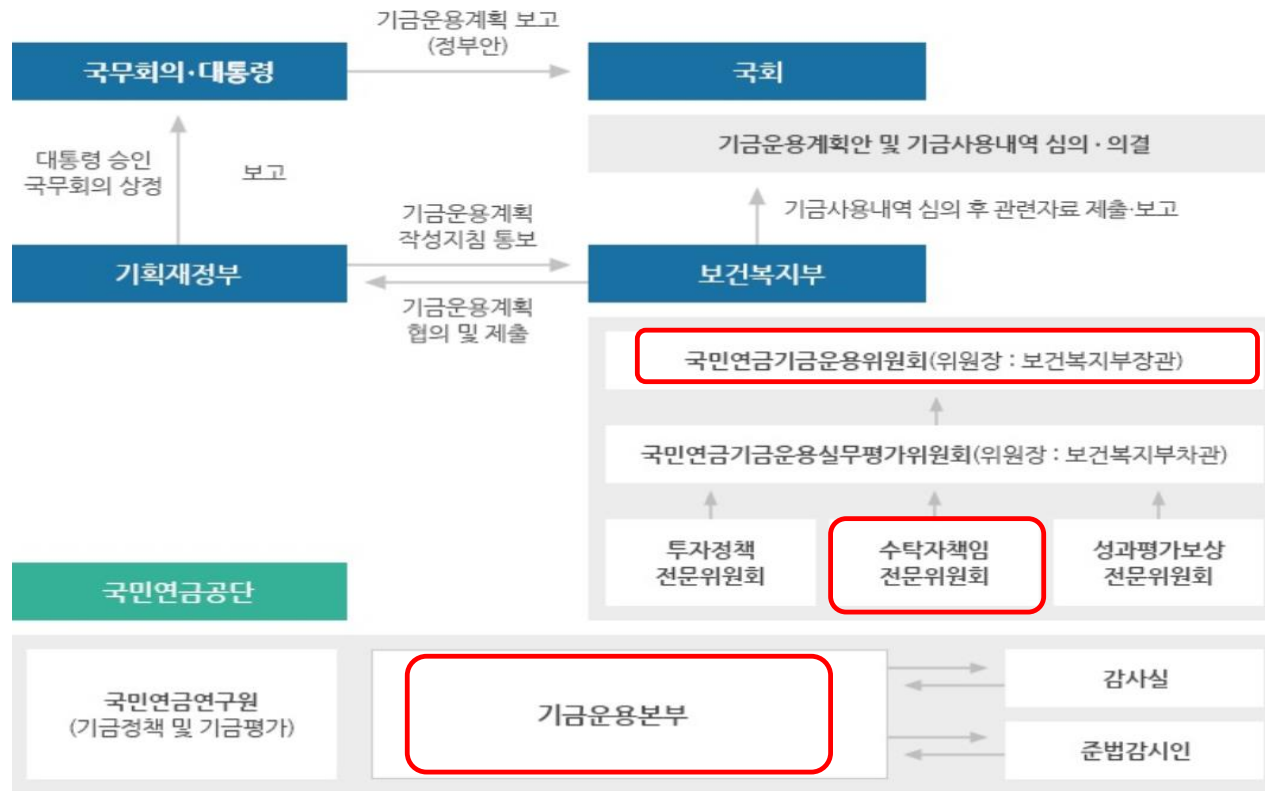 기금운용계획 보고
(정부안)
국무회의·대통령
국회
기금운용계획안 및 기금사용내역 심의·의결
대통령 승인
국무회의 상정
보고
기금운용계획
작성지침 통보
기금사용내역 심의 후 관련자료 제출·보고
기획재정부
보건복지부
기금운용계획
협의 및 제출
국민연금기금운용위원회(위원장 : 보건복지부장관)
국민연금기금운용실무평가위원회(위원장 : 보건복지부차관)
투자정책
전문위원회
수탁자책임
전문위원회
성과평가보상
전문위원회
국민연금공단
국민연금연구원
(기금정책 및 기금평가)
기금운용본부
감사실
준법감시인